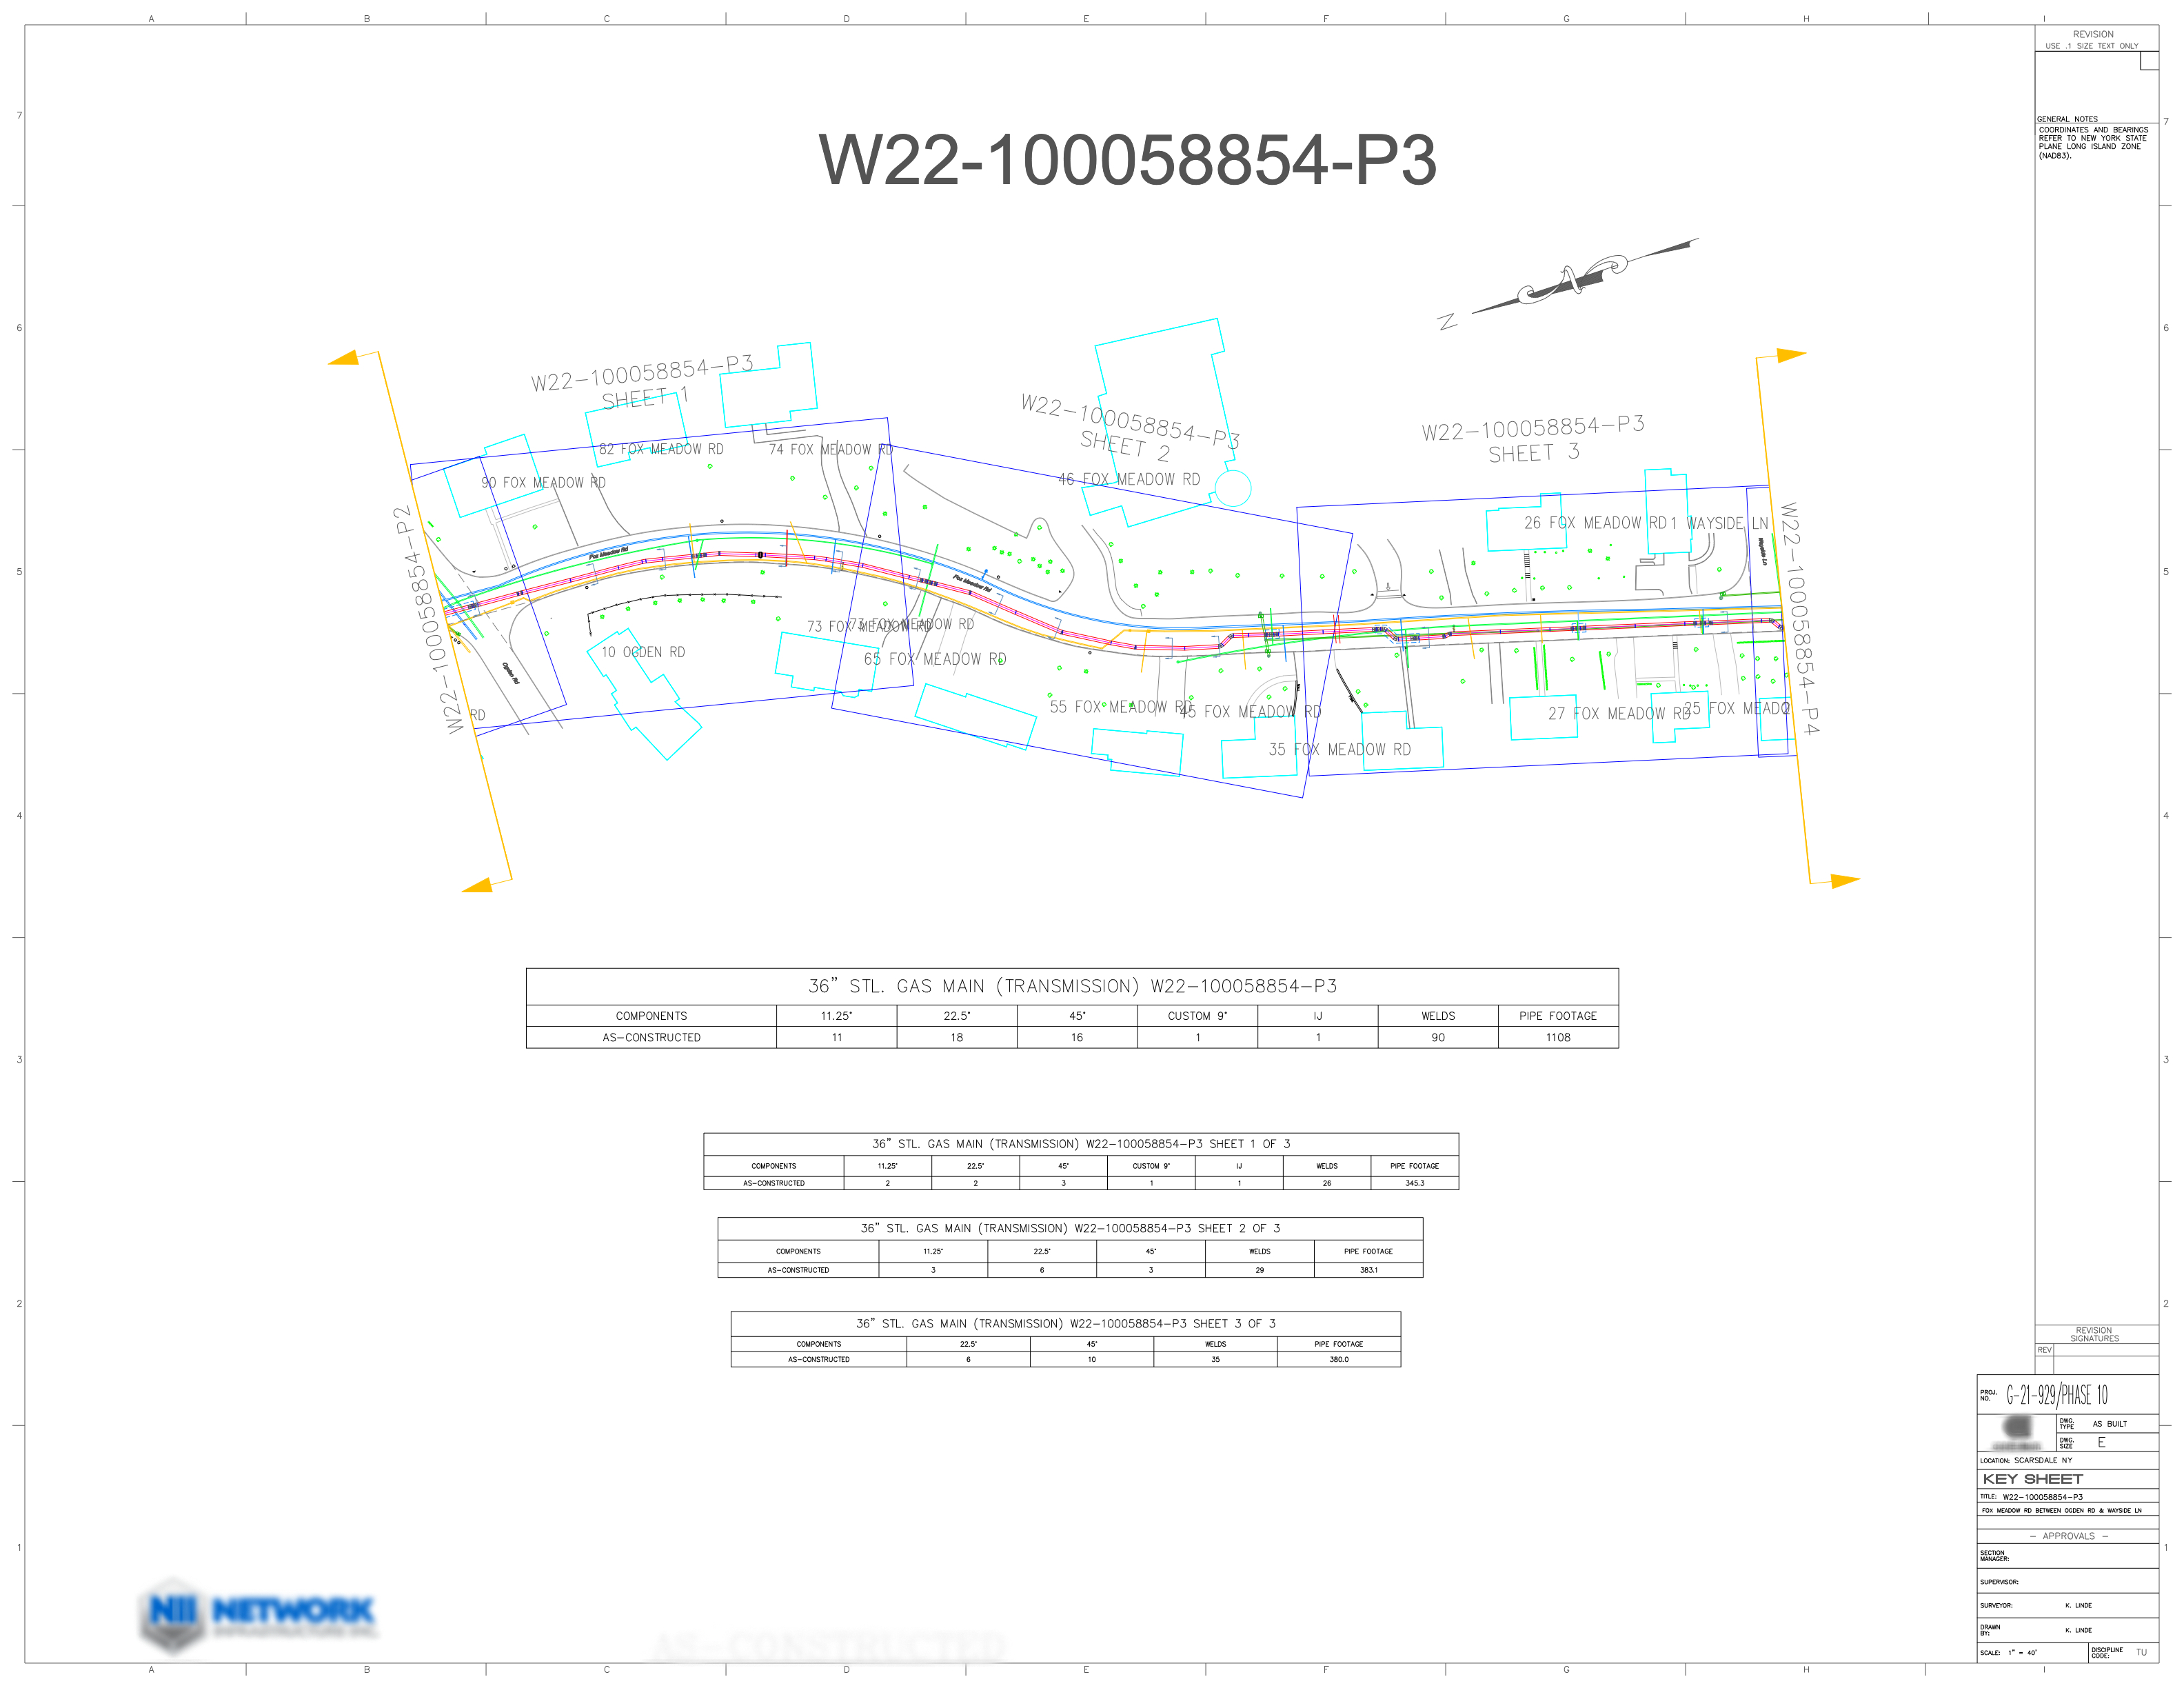 A B C D E F G H I
REVISION
USE .1 SIZE TEXT ONLY
7 7
GENERAL NOTES
COORDINATES AND BEARINGS
REFER TO NEW YORK STATE
PLANE LONG ISLAND ZONE
(NAD83).
W22-100058854-P3
N
6 6
W22-100058854-P3
SHEET 1
W22-100058854-P3
SHEET 2
W22-100058854-P3
SHEET 3
82 FOX MEADOW RD
74 FOX MEADOW RD
90 FOX MEADOW RD
46 FOX MEADOW RD
26 FOX MEADOW RD
1 WAYSIDE LN
W22-100058854-P2
W22-100058854-P4
Fox Meadow Rd
Fox Meadow Rd
Wayside Ln
Ogden Rd
5 5
73 FOX MEADOW RD
73 FOX MEADOW RD
10 OGDEN RD
65 FOX MEADOW RD
RD
55 FOX MEADOW RD
45 FOX MEADOW RD
27 FOX MEADOW RD
25 FOX MEADO
35 FOX MEADOW RD
4 4
36" STL. GAS MAIN (TRANSMISSION) W22-100058854-P3
COMPONENTS 11.25° 22.5° 45° CUSTOM 9° IJ WELDS PIPE FOOTAGE
AS-CONSTRUCTED 11 18 16 1 1 90 1108
3 3
36" STL. GAS MAIN (TRANSMISSION) W22-100058854-P3 SHEET 1 OF 3
COMPONENTS 11.25° 22.5° 45° CUSTOM 9° IJ WELDS PIPE FOOTAGE
AS-CONSTRUCTED 2 2 3 1 1 26 345.3
36" STL. GAS MAIN (TRANSMISSION) W22-100058854-P3 SHEET 2 OF 3
COMPONENTS 11.25° 22.5° 45° WELDS PIPE FOOTAGE
AS-CONSTRUCTED 3 6 3 29 383.1
2 2
36" STL. GAS MAIN (TRANSMISSION) W22-100058854-P3 SHEET 3 OF 3
COMPONENTS 22.5° 45° WELDS PIPE FOOTAGE
AS-CONSTRUCTED 6 10 35 380.0
REVISION
SIGNATURES
REV
PROJ. NO. G-21-929/PHASE 10
DWG. TYPE AS BUILT
DWG. SIZE E
LOCATION: SCARSDALE NY
KEY SHEET
TITLE: W22-100058854-P3
FOX MEADOW RD BETWEEN OGDEN RD & WAYSIDE LN
- APPROVALS -
1 1
SECTION MANAGER:
SUPERVISOR:
SURVEYOR: K. LINDE
DRAWN BY: K. LINDE
SCALE: 1" = 40'
DISCIPLINE CODE: TU
NII NETWORK
INFRASTRUCTURE INC.
AS-CONSTRUCTED
A B C D E F G H I